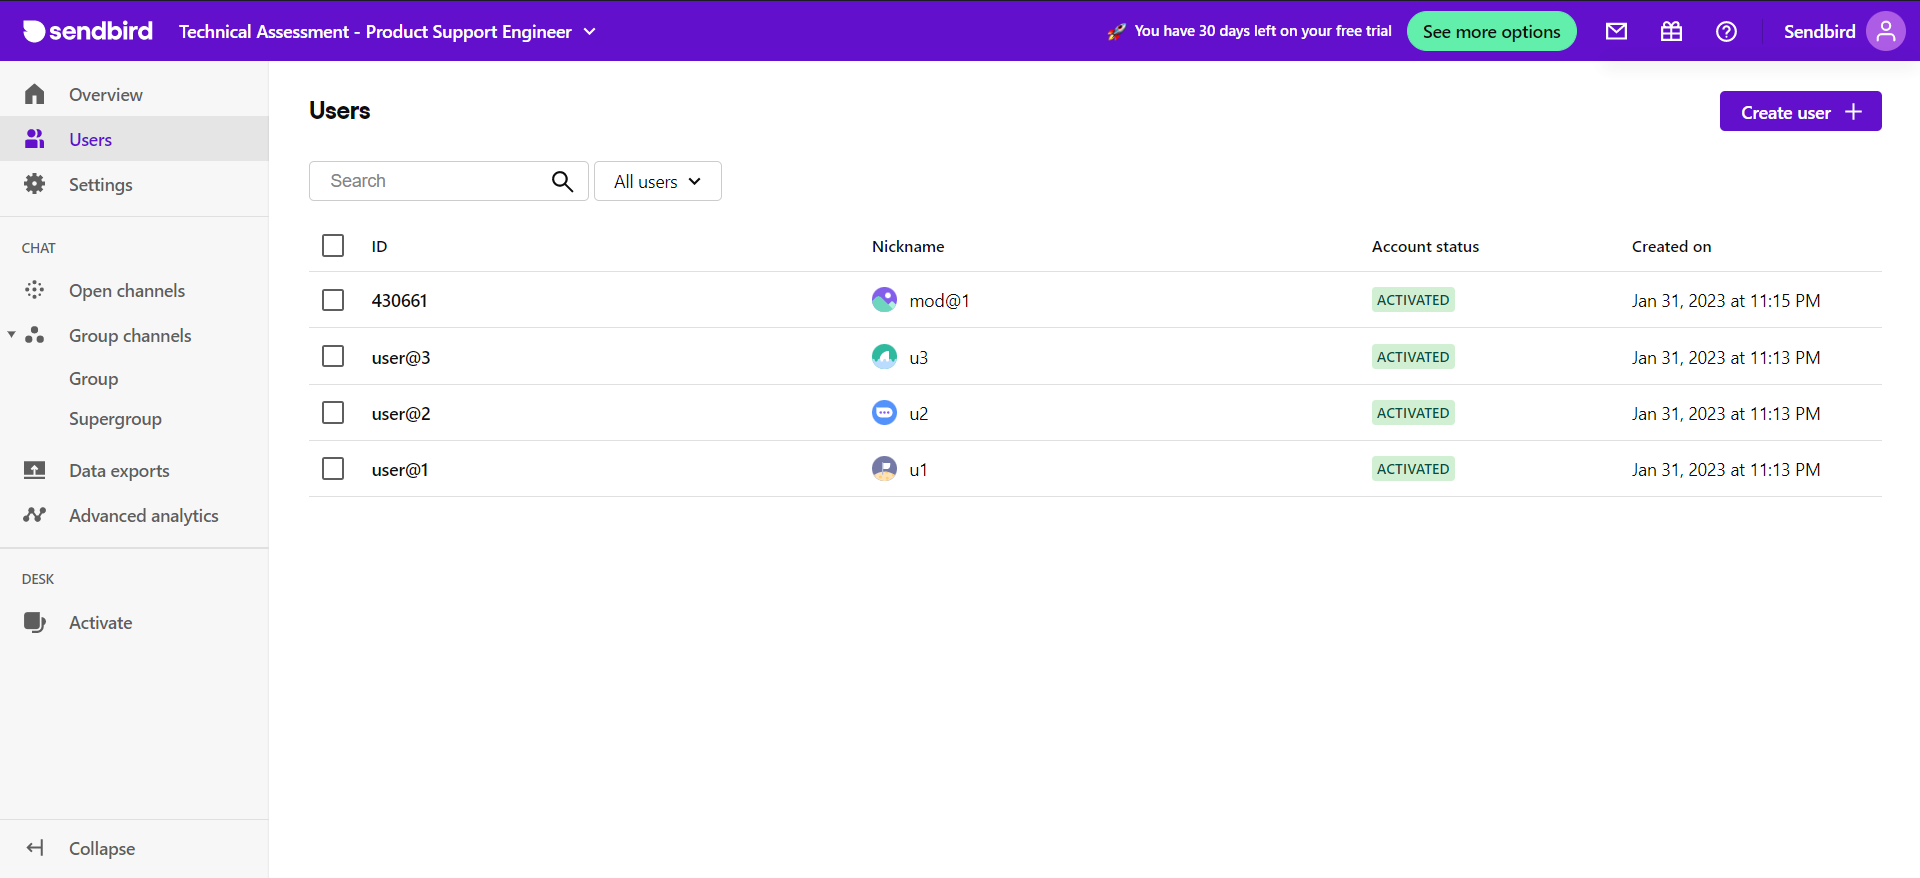 sendbird Technical Assessment - Product Support Engineer 🚀 You have 30 days left on your free trial See more options Sendbird
Overview
Users
Settings
CHAT
Open channels
Group channels
Group
Supergroup
Data exports
Advanced analytics
DESK
Activate
Collapse
Users
Create user
Search All users
ID Nickname Account status Created on
430661 mod@1 ACTIVATED Jan 31, 2023 at 11:15 PM
user@3 u3 ACTIVATED Jan 31, 2023 at 11:13 PM
user@2 u2 ACTIVATED Jan 31, 2023 at 11:13 PM
user@1 u1 ACTIVATED Jan 31, 2023 at 11:13 PM